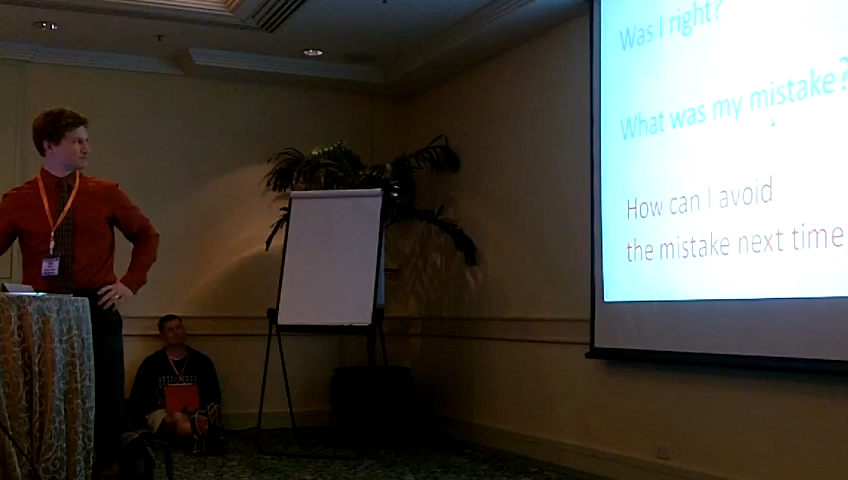 Was I right?
What was my mistake?
How can I avoid
the mistake next time